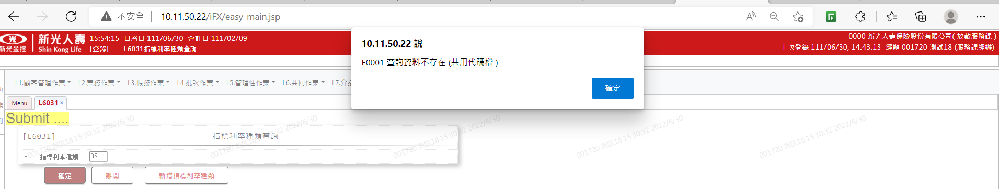 不安全 10.11.50.22/iFX/easy_main.jsp
10.11.50.22 說
E0001 查詢資料不存在 (共用代碼檔 )
確定
新光金控
新光人壽
Shin Kong Life
15:54:15 日曆日 111/06/30 會計日 111/02/09
[登錄] L6031指標利率種類查詢
0000 新光人壽保險股份有限公司( 放款服務課 )
上次登錄 111/06/30, 14:43:13 經辦 001720 測試18 (服務課經辦)
L1.顧客管理作業 L2.業務作業 L3.帳務作業 L4.批次作業 L5.管理性作業 L6.共同作業
Menu L6031 ×
Submit ....
[L6031] 指標利率種類查詢
* 指標利率種類 05
確定 離開 新增指標利率種類
001720 測試18 15:50:32 2022/6/30
001720 測試18 15:50:32 2022/6/30
001720 測試18 15:50:32 2022/6/30
001720 測試18 15:50:32 2022/6/30
001720 測試18 15:50:32 2022/6/30